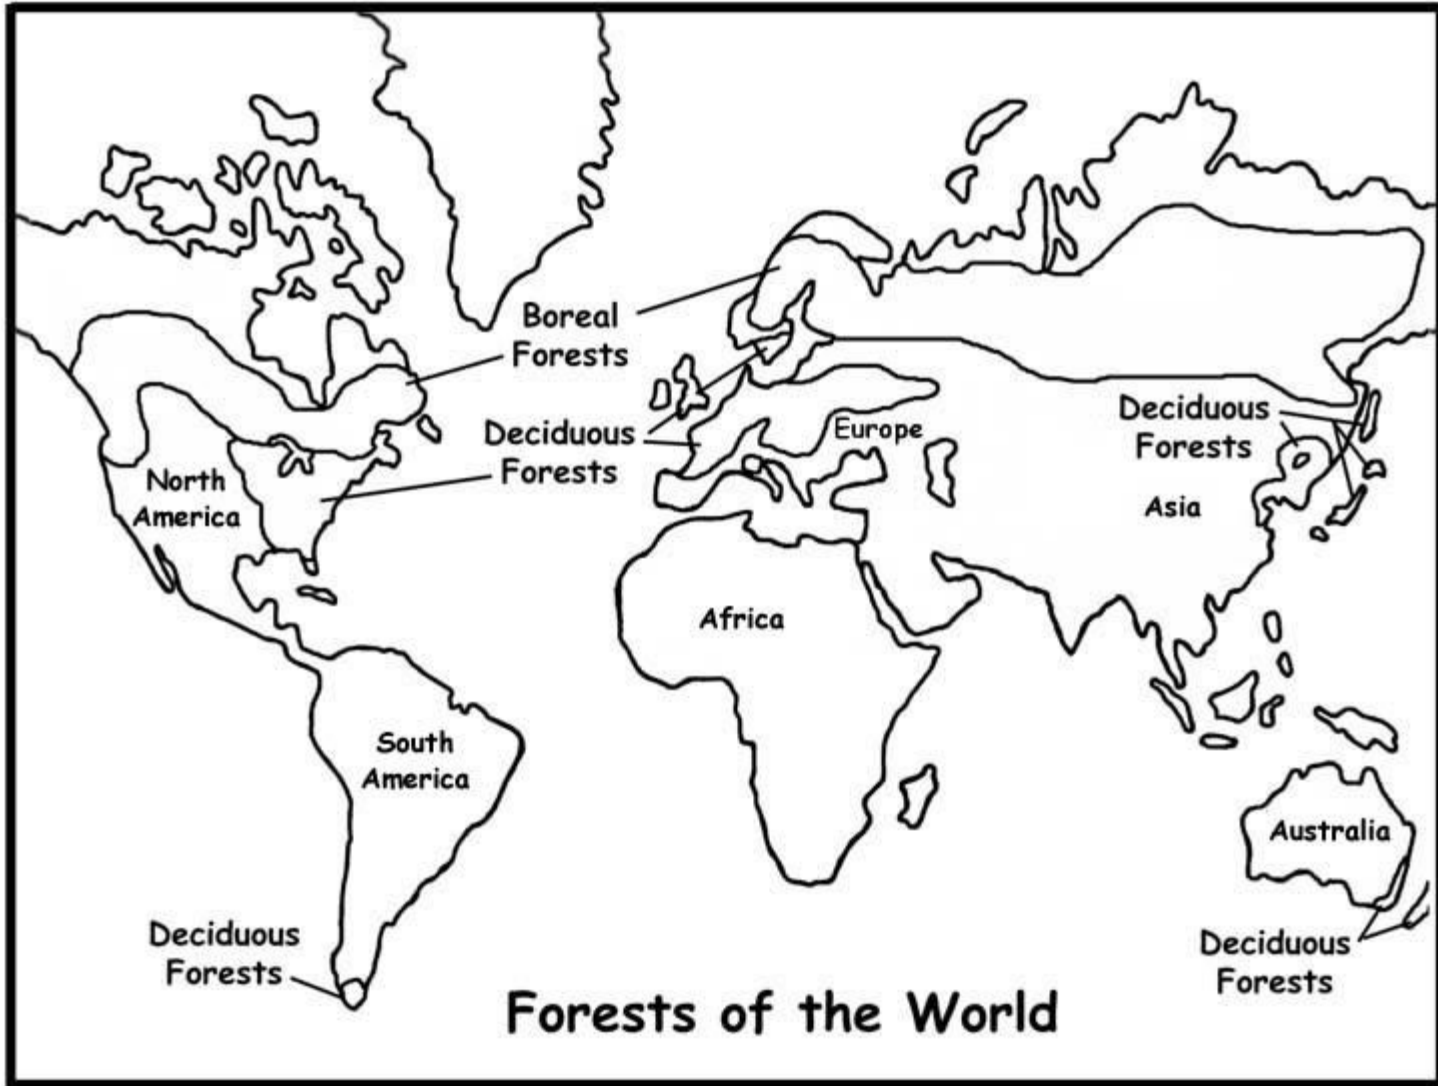 Boreal
Forests
Deciduous
Forests
Europe
Deciduous
Forests
North
America
Asia
Africa
South
America
Australia
Deciduous
Forests
Deciduous
Forests
Forests of the World